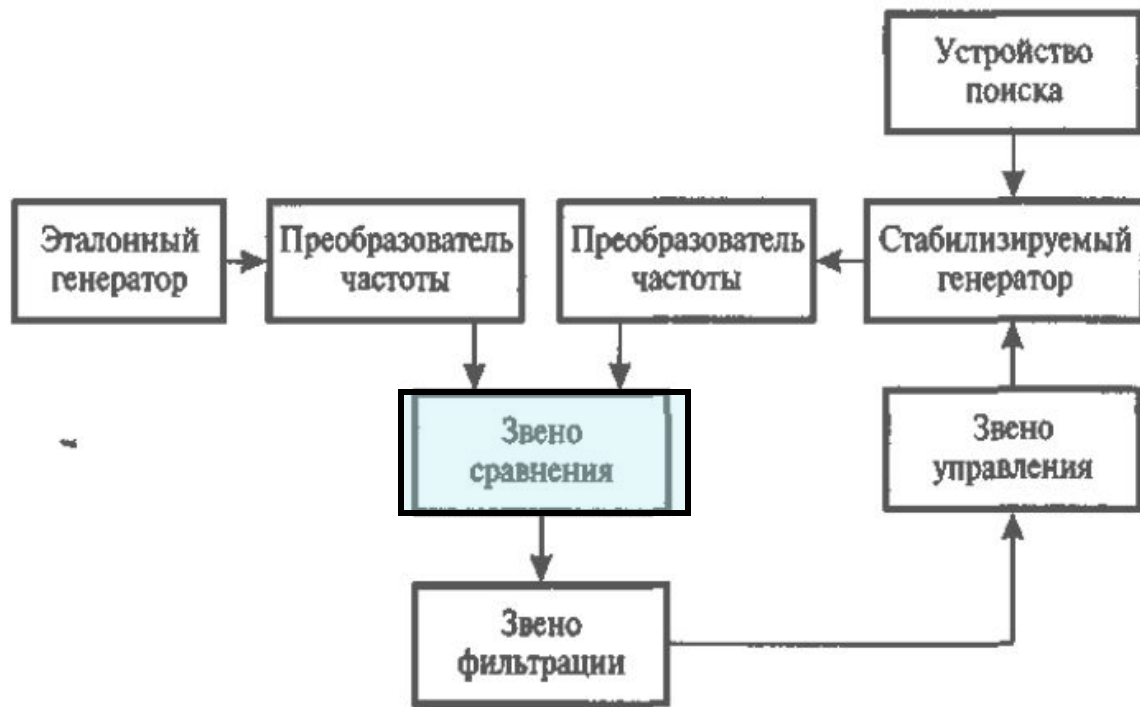 Устройство
поиска
Эталонный
генератор
Преобразователь
частоты
Преобразователь
частоты
Стабилизируемый
генератор
Звено
сравнения
Звено
управления
Звено
фильтрации